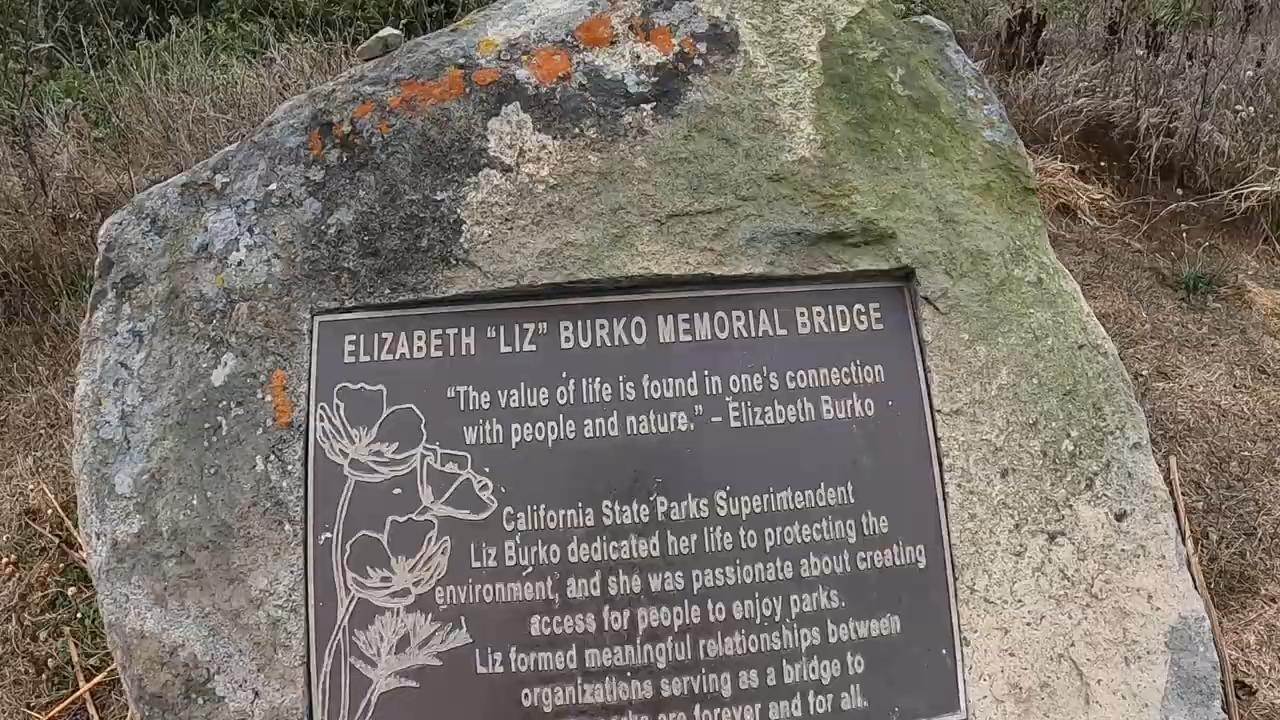 ELIZABETH “LIZ” BURKO MEMORIAL BRIDGE
“The value of life is found in one’s connection
with people and nature.” – Elizabeth Burko
California State Parks Superintendent
Liz Burko dedicated her life to protecting the
environment, and she was passionate about creating
access for people to enjoy parks.
Liz formed meaningful relationships between
organizations serving as a bridge to
are forever and for all.